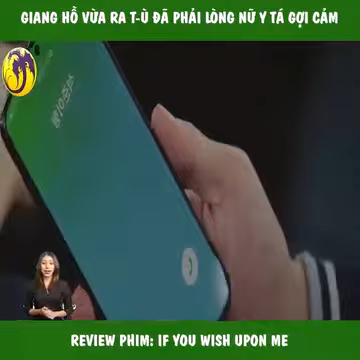 GIANG HỒ VỪA RA T-Ù ĐÃ PHẢI LÒNG NỮ Y TÁ GỢI CẢM
REVIEW PHIM: IF YOU WISH UPON ME